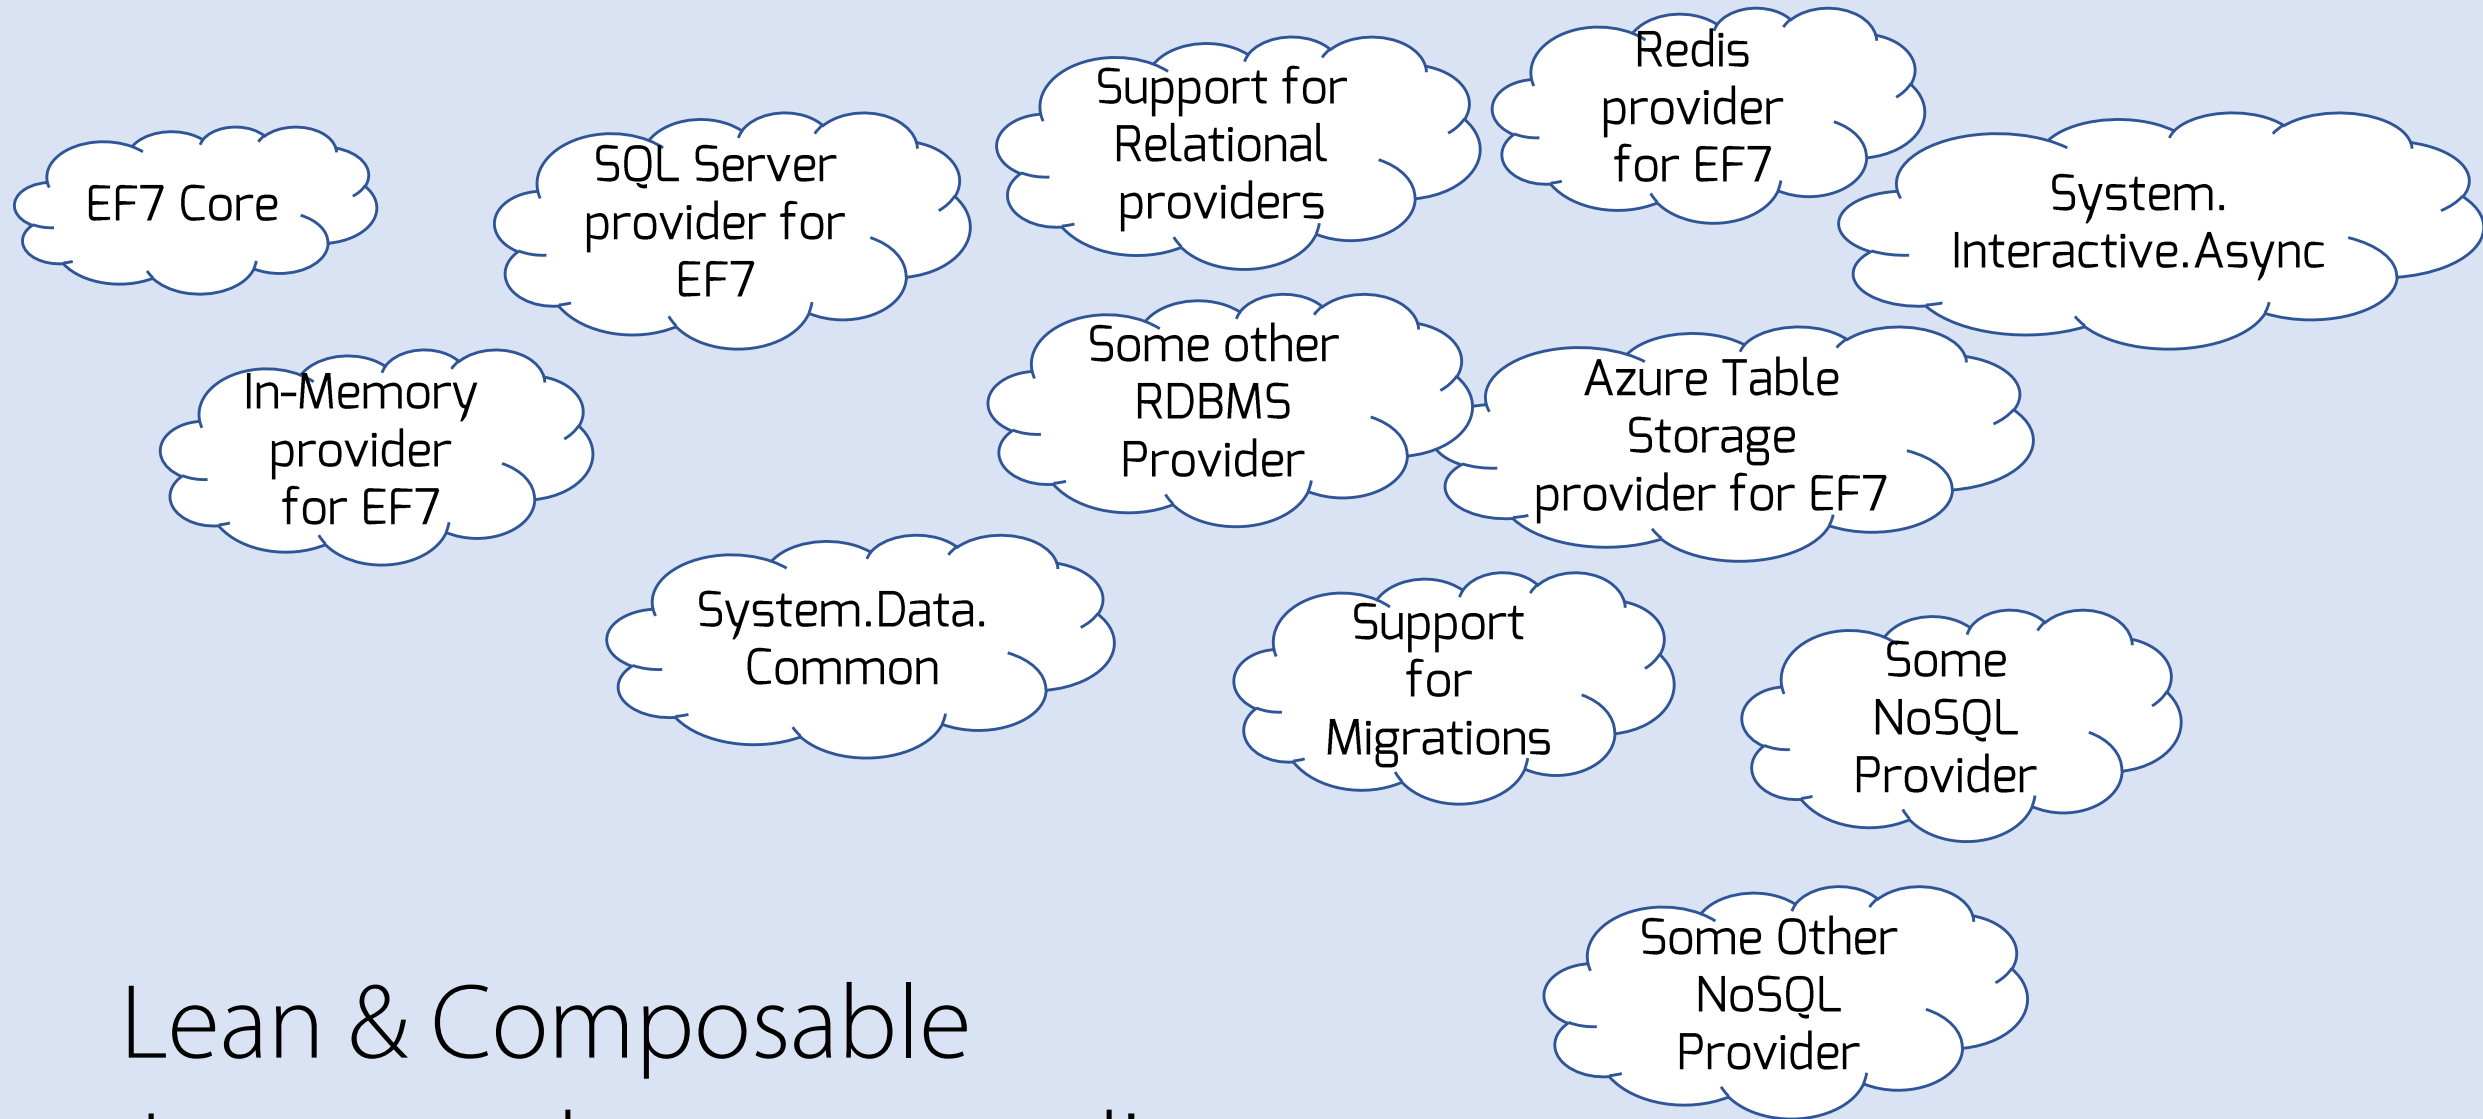 EF7 Core
SQL Server
provider for
EF7
Support for
Relational
providers
Redis
provider
for EF7
System.
Interactive.Async
In-Memory
provider
for EF7
Some other
RDBMS
Provider
Azure Table
Storage
provider for EF7
System.Data.
Common
Support
for
Migrations
Some
NoSQL
Provider
Some Other
NoSQL
Provider
Lean & Composable